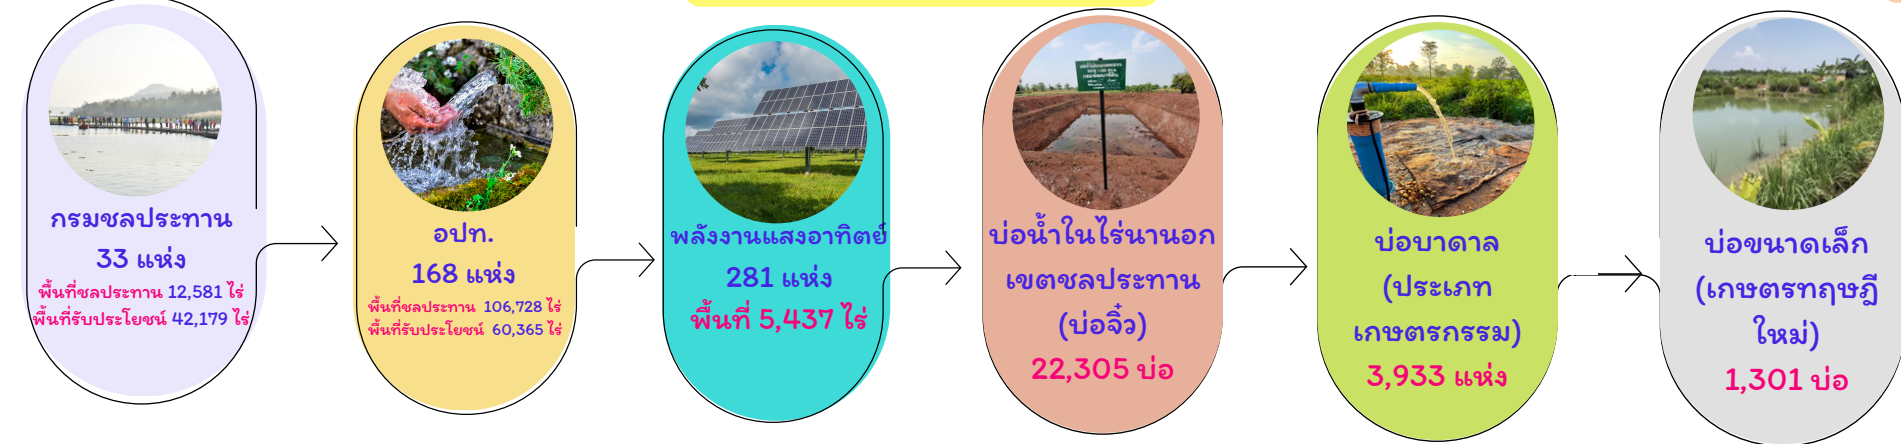 กรมชลประทาน
33 แห่ง
พื้นที่ชลประทาน 12,581 ไร่
พื้นที่รับประโยชน์ 42,179 ไร่
อปท.
168 แห่ง
พื้นที่ชลประทาน 106,728 ไร่
พื้นที่รับประโยชน์ 60,365 ไร่
พลังงานแสงอาทิตย์
281 แห่ง
พื้นที่ 5,437 ไร่
บ่อน้ำในไร่นานอก
เขตชลประทาน
(บ่อจิ๋ว)
22,305 บ่อ
บ่อบาดาล
(ประเภท
เกษตรกรรม)
3,933 แห่ง
บ่อขนาดเล็ก
(เกษตรทฤษฎี
ใหม่)
1,301 บ่อ